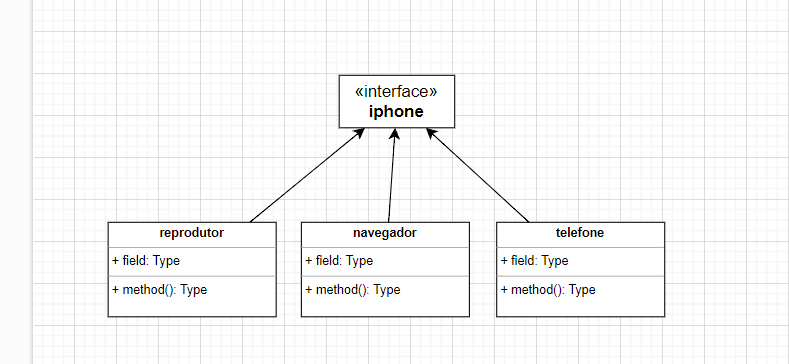 «interface»
iphone
reprodutor
+ field: Type
+ method(): Type
navegador
+ field: Type
+ method(): Type
telefone
+ field: Type
+ method(): Type